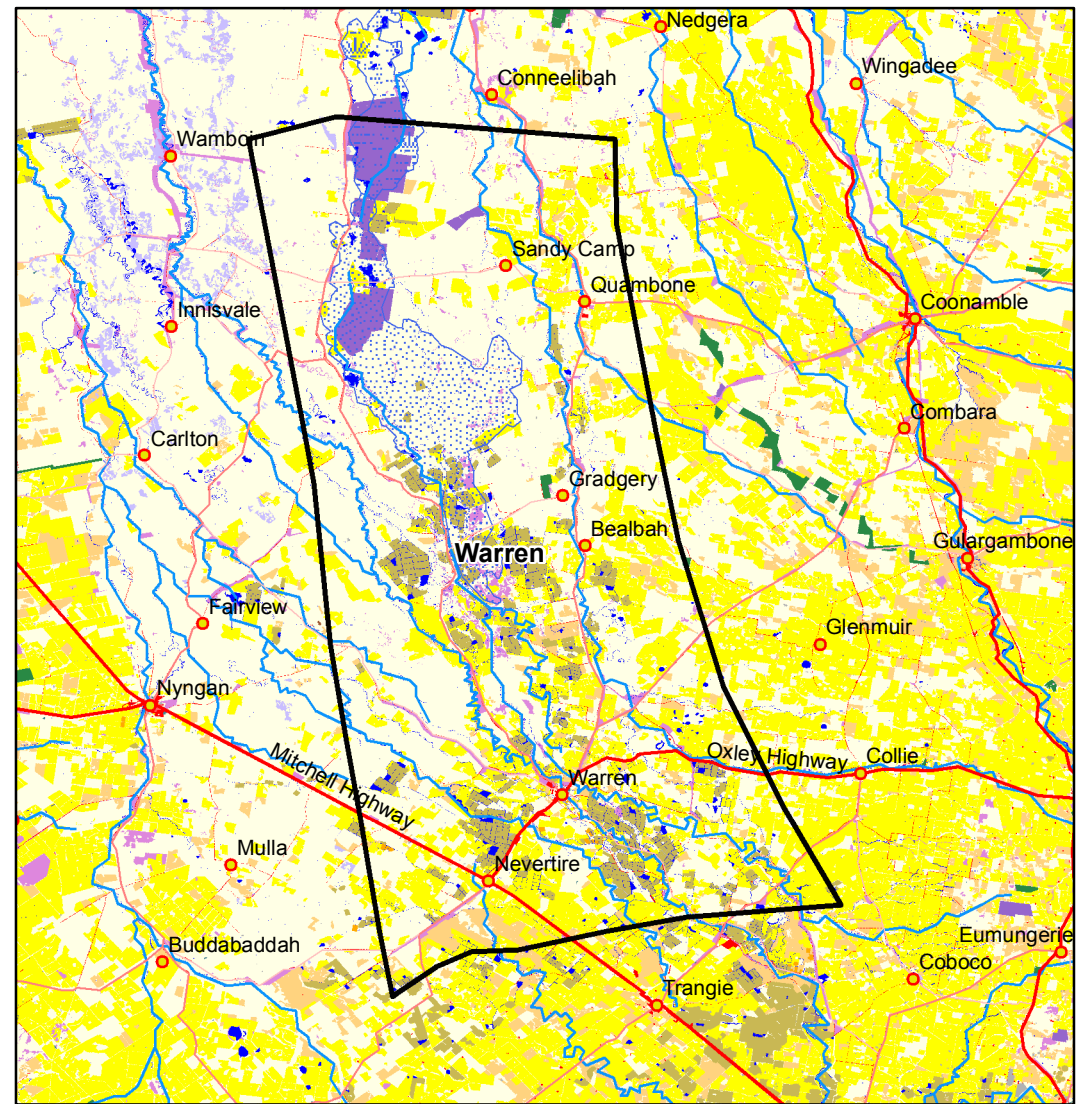 Nedgera
Wingadee
Conneelibah
Wamboin
Sandy Camp
Quambone
Innisvale
Coonamble
Combara
Carlton
Gradgery
Bealbah
Warren
Gulargambone
Fairview
Glenmuir
Nyngan
Mitchell Highway
Oxley Highway
Collie
Warren
Mulla
Nevertire
Buddabaddah
Eumungerie
Coboco
Trangie